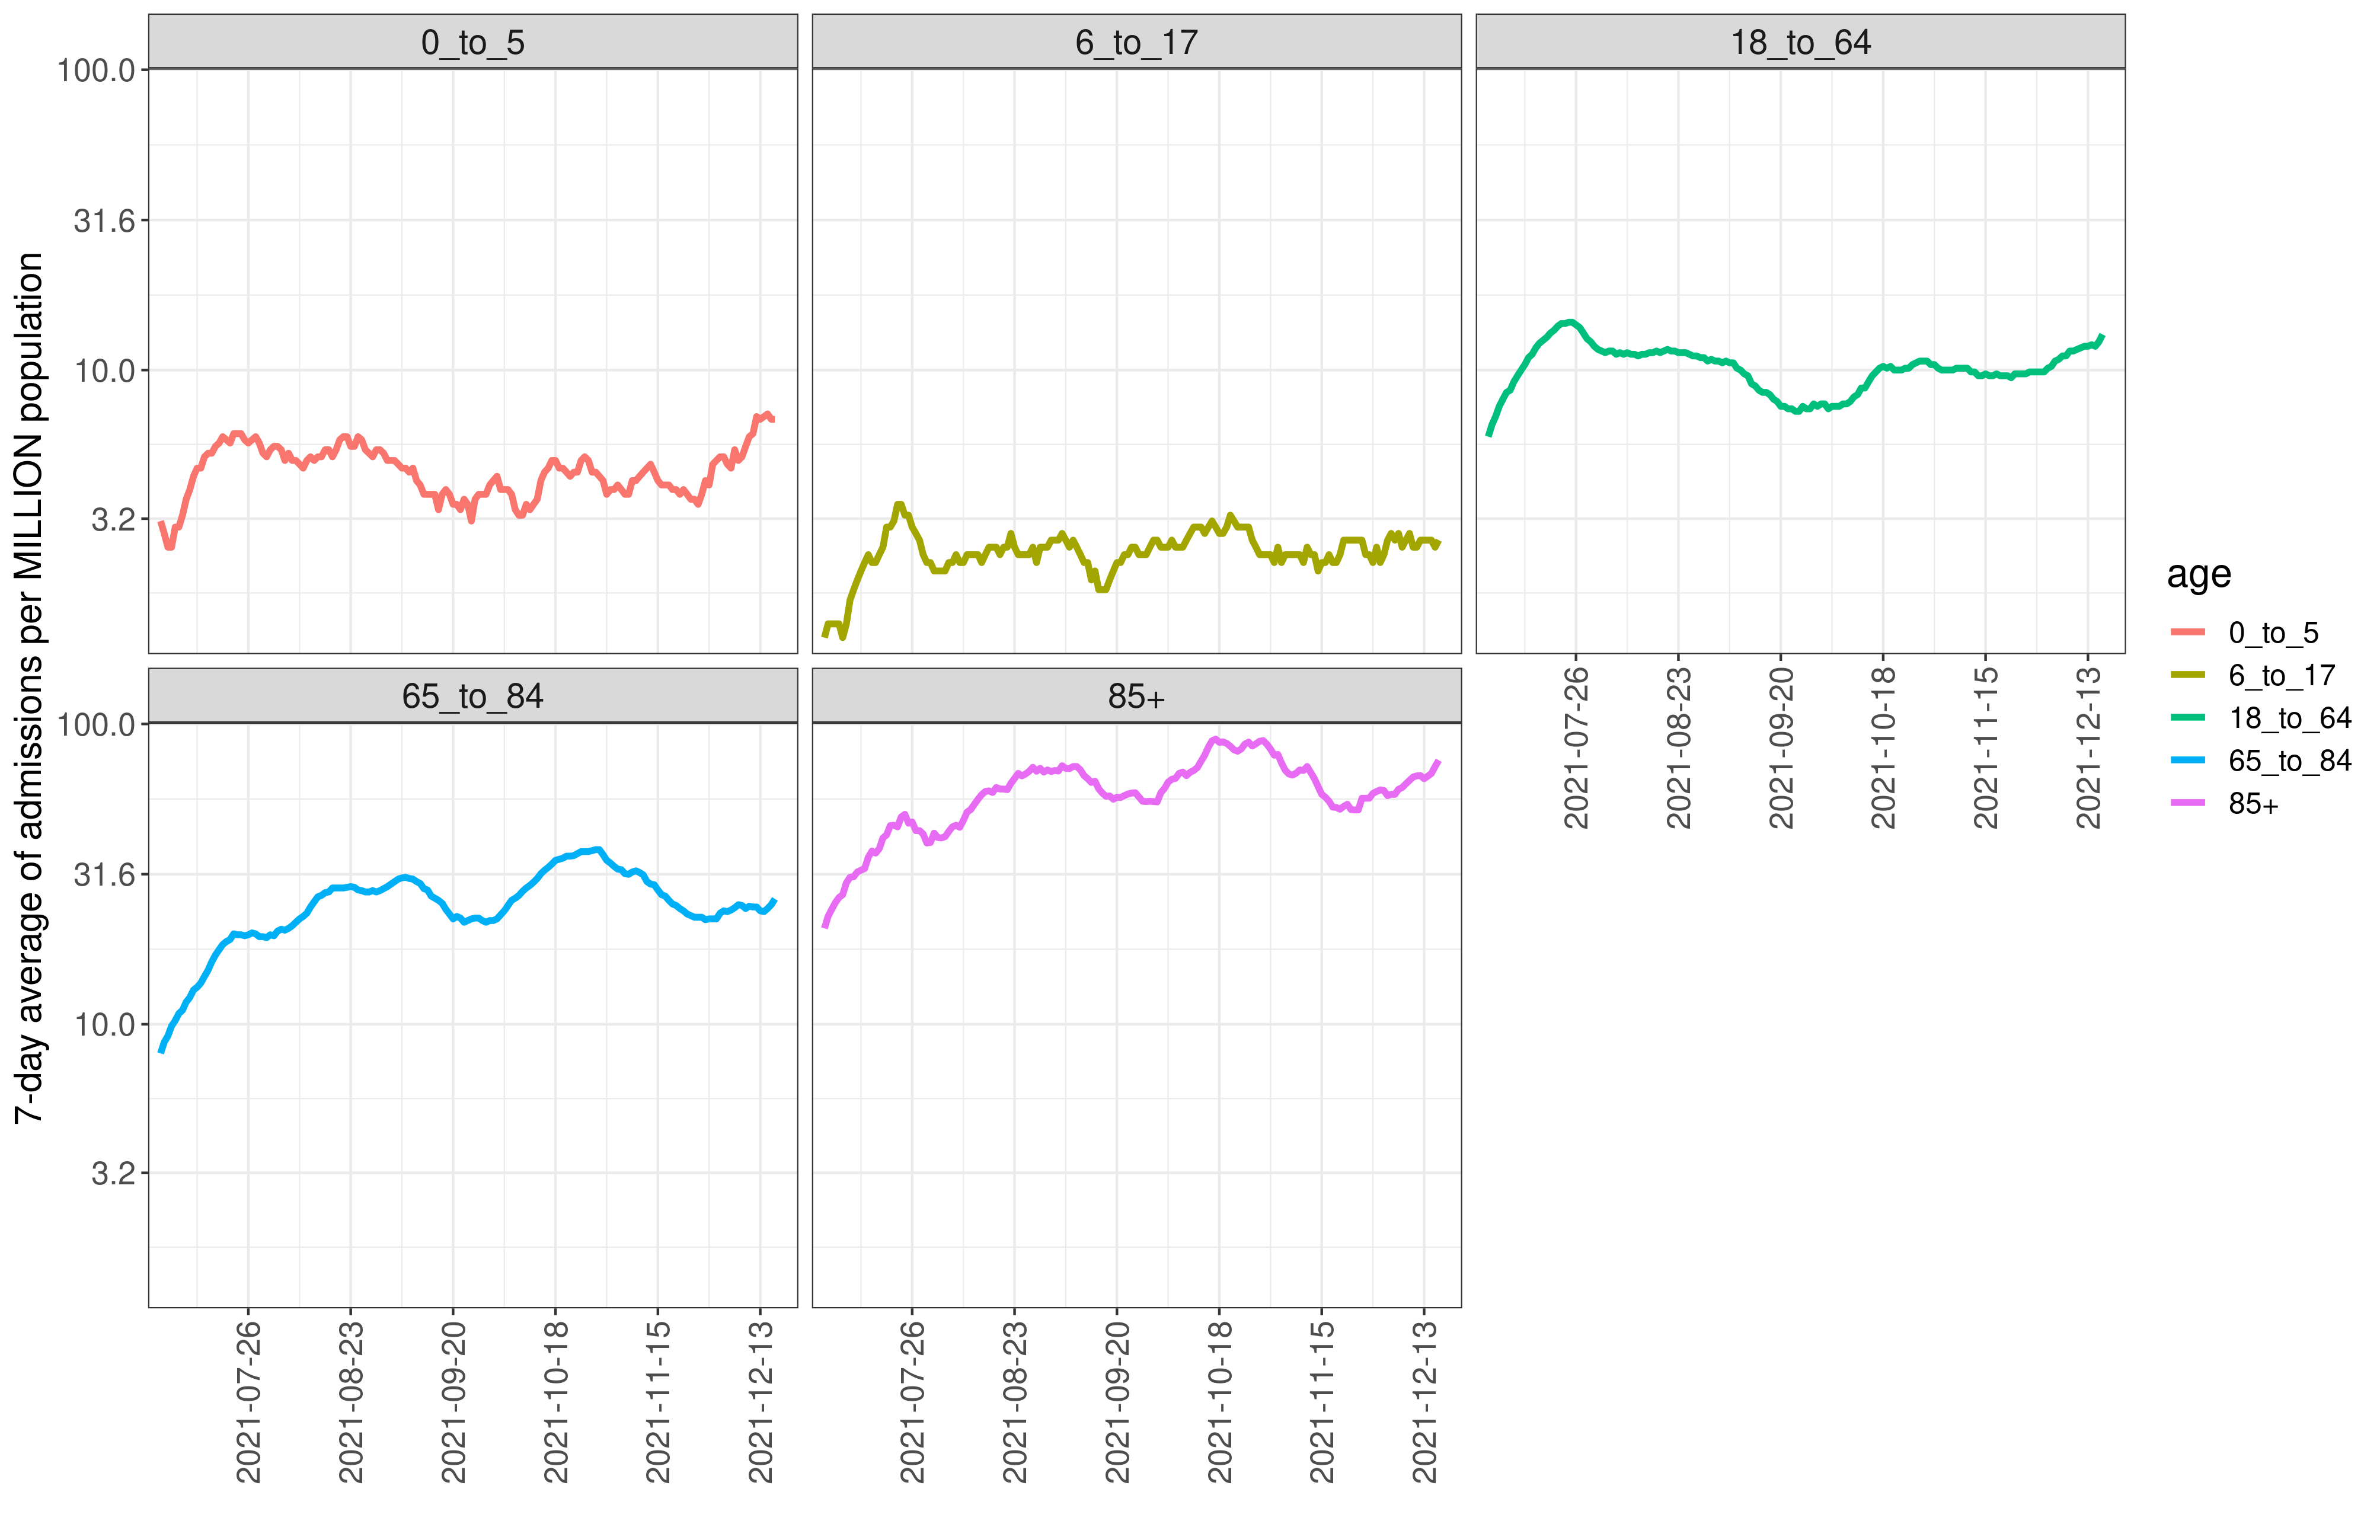 7-day average of admissions per MILLION population
0_to_5
6_to_17
18_to_64
100.0
31.6
10.0
3.2
2021-07-26
2021-08-23
2021-09-20
2021-10-18
2021-11-15
2021-12-13
65_to_84
85+
100.0
31.6
10.0
3.2
2021-07-26
2021-08-23
2021-09-20
2021-10-18
2021-11-15
2021-12-13
2021-07-26
2021-08-23
2021-09-20
2021-10-18
2021-11-15
2021-12-13
age
0_to_5
6_to_17
18_to_64
65_to_84
85+